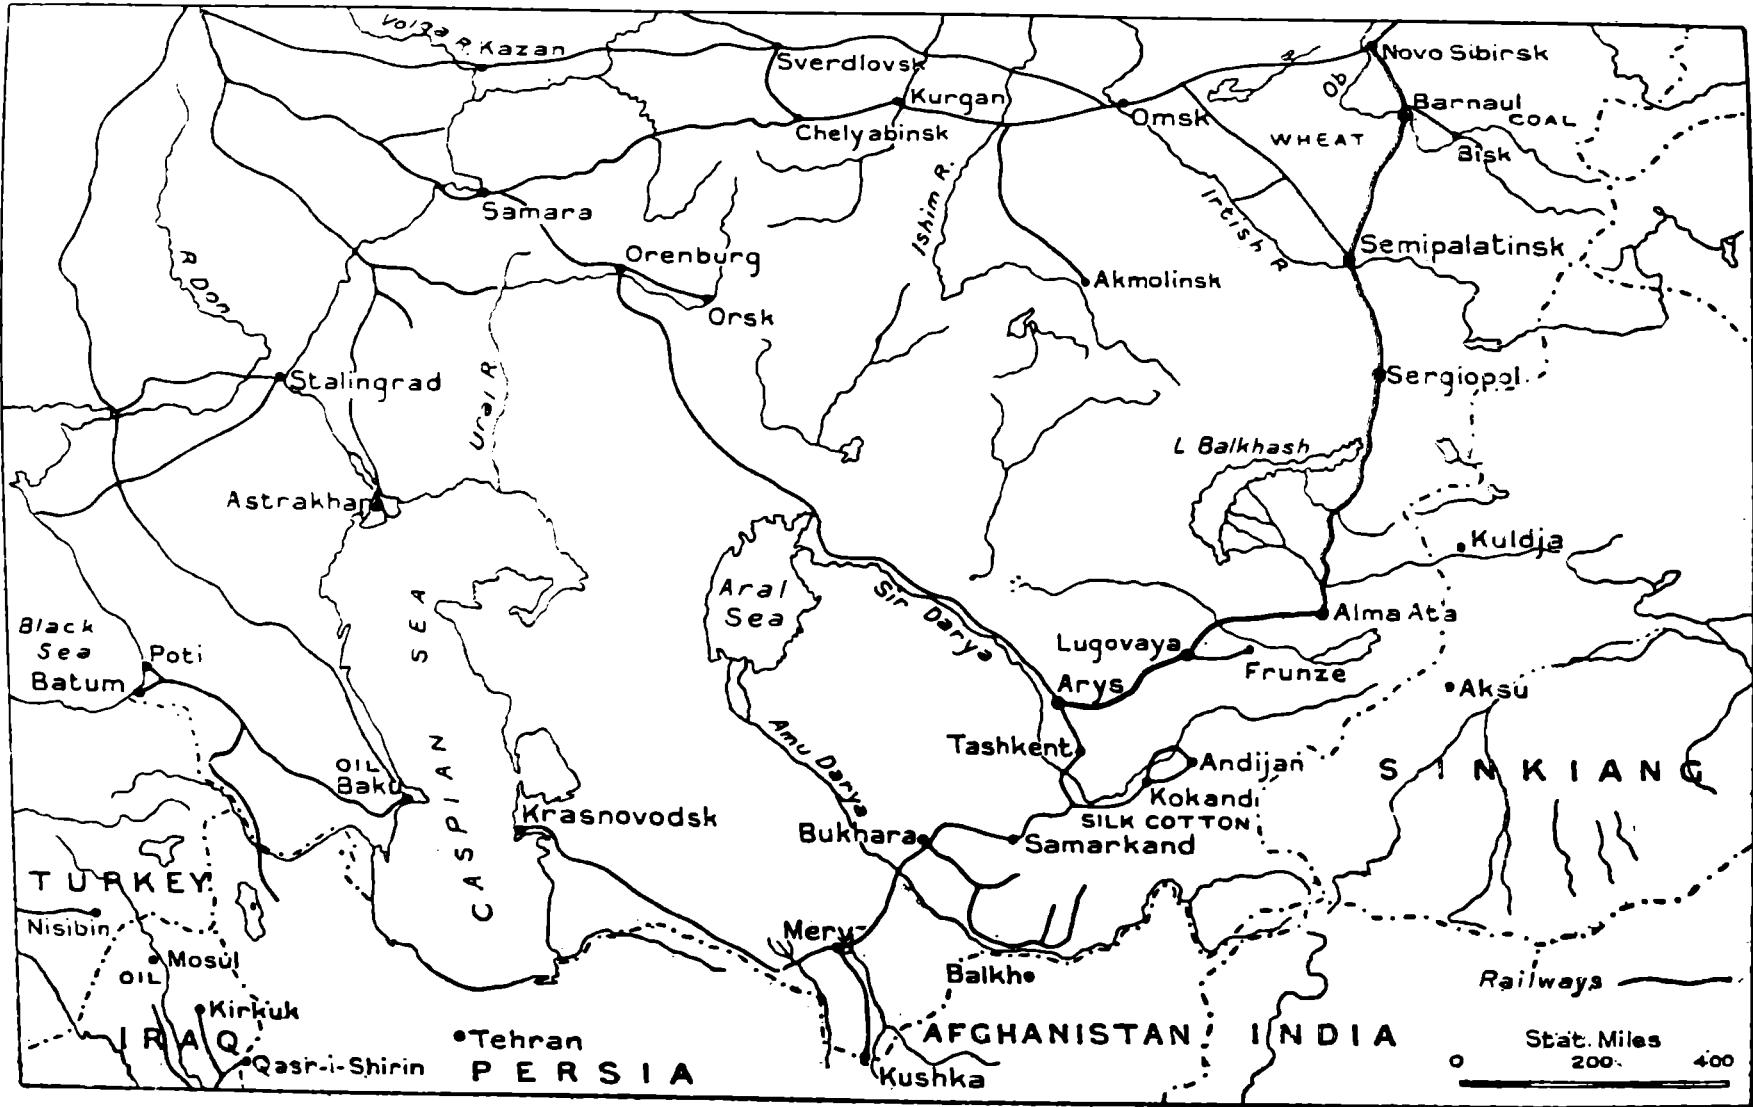 Volga R.
Kazan
Sverdlovsk
Novo Sibirsk
Ob
Kurgan
Barnaul
COAL
Omsk
Chelyabinsk
WHEAT
Bisk
Samara
Ishim R.
Irtish R
Semipalatinsk
R Don
Orenburg
Akmolinsk
Orsk
Stalingrad
Ural R.
Sergiopol
L Balkhash
Astrakhan
Kuldja
Aral
Sea
Sir Darya
Alma Ata
Black
Sea
Poti
Batum
Lugovaya
Frunze
Arys
Aksu
CASPIAN SEA
Amu Darya
Tashkent
Andijan
SINKIANG
OIL
Baku
Kokand
SILK COTTON
Krasnovodsk
Bukhara
Samarkand
TURKEY
Nisibin
Merv
Mosul
OIL
Balkh
Railways
Kirkuk
IRAQ
Tehran
AFGHANISTAN
INDIA
Stat. Miles
0 200 400
Qasr-i-Shirin
PERSIA
Kushka